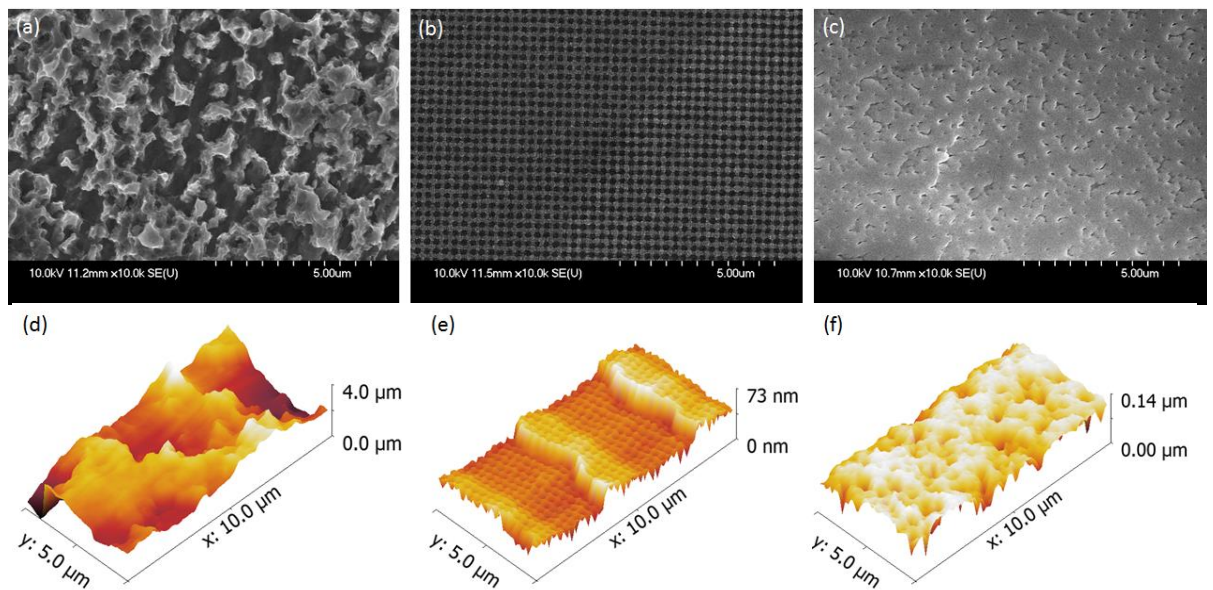 (a)
(b)
(c)
10.0kV 11.2mm x10.0k SE(U) 5.00um
10.0kV 11.5mm x10.0k SE(U) 5.00um
10.0kV 10.7mm x10.0k SE(U) 5.00um
(d)
(e)
(f)
4.0 µm
0.0 µm
x: 10.0 µm
y: 5.0 µm
73 nm
0 nm
x: 10.0 µm
y: 5.0 µm
0.14 µm
0.00 µm
x: 10.0 µm
y: 5.0 µm